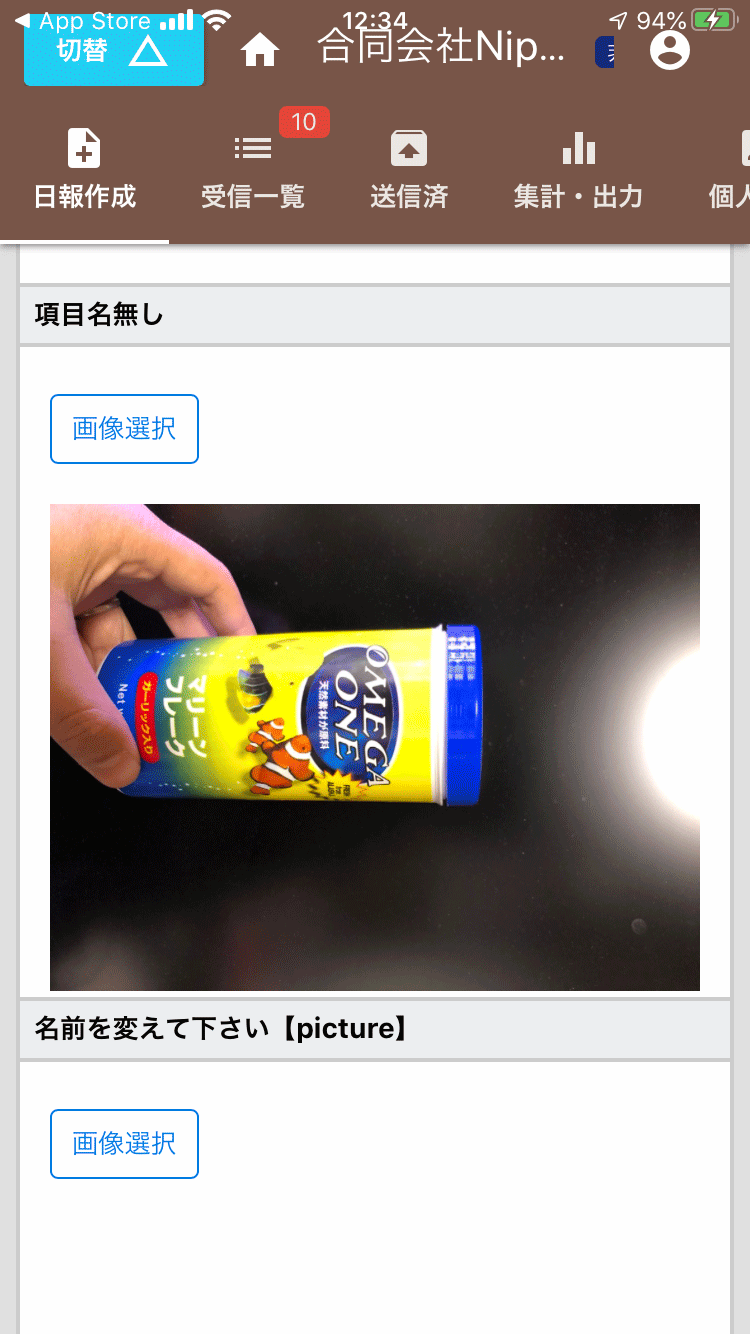 App Store
12:34
94%
切替
合同会社Nip...
10
日報作成
受信一覧
送信済
集計・出力
個人
項目名無し
画像選択
OMEGA
ONE
天然素材が原料
マリーン
フレーク
ガーリック入り
Net
名前を変えて下さい【picture】
画像選択